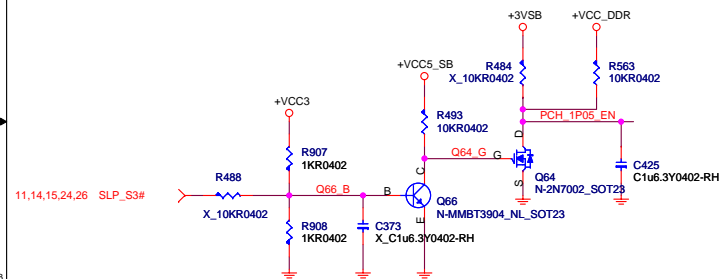 +3VSB
+VCC_DDR
R484
X_10KR0402
R563
10KR0402
+VCC5_SB
+VCC3
R493
10KR0402
PCH_1P05_EN
D
R907
1KR0402
Q64_G
G
C425
C1u6.3Y0402-RH
S
Q64
N-2N7002_SOT23
11,14,15,24,26 SLP_S3#
R488
X_10KR0402
Q66_B
B
C
E
Q66
N-MMBT3904_NL_SOT23
R908
1KR0402
C373
X_C1u6.3Y0402-RH